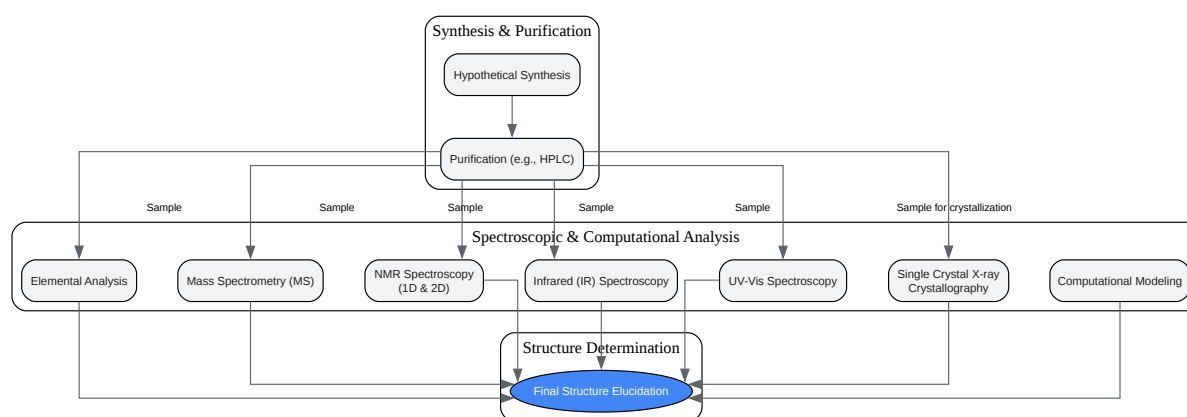 Synthesis & Purification
Hypothetical Synthesis
Purification (e.g., HPLC)
Sample
Sample
Sample
Sample
Sample
Sample for crystallization
Spectroscopic & Computational Analysis
Elemental Analysis
Mass Spectrometry (MS)
NMR Spectroscopy
(1D & 2D)
Infrared (IR) Spectroscopy
UV-Vis Spectroscopy
Single Crystal X-ray
Crystallography
Computational Modeling
Structure Determination
Final Structure Elucidation